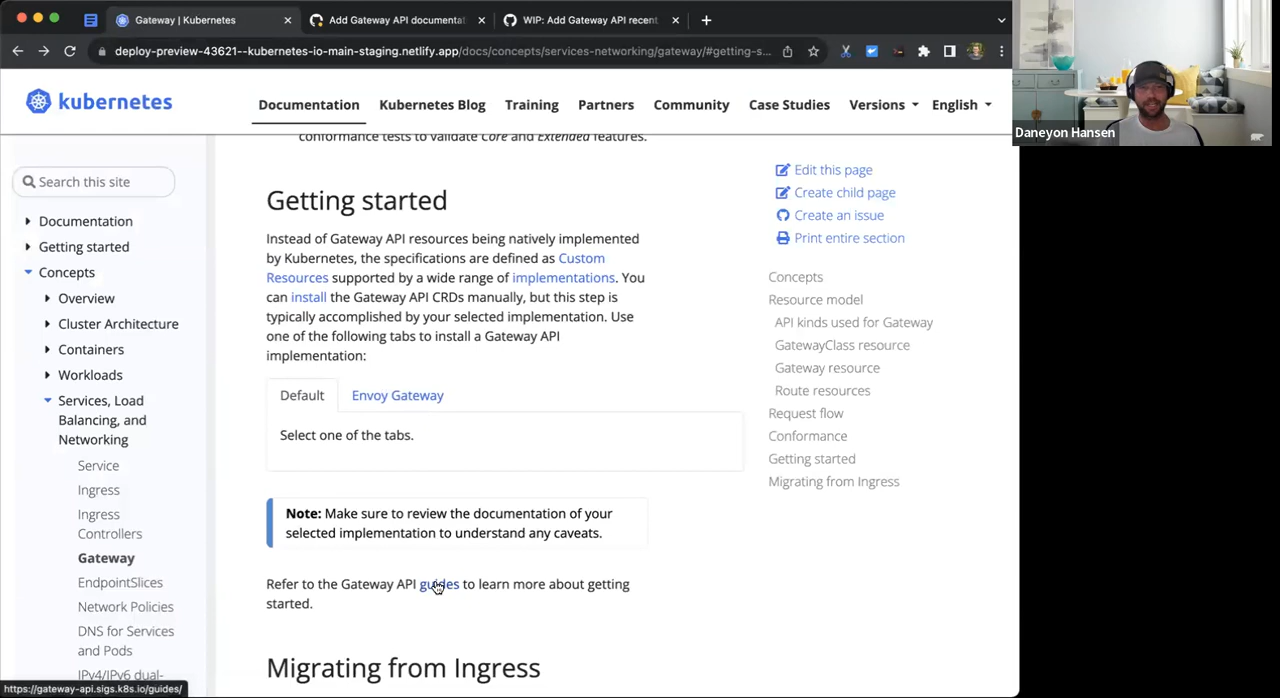 Gateway | Kubernetes
Add Gateway API documentat
WIP: Add Gateway API recent
deploy-preview-43621--kubernetes-io-main-staging.netlify.app/docs/concepts/services-networking/gateway/#getting-s...
kubernetes
Documentation
Kubernetes Blog
Training
Partners
Community
Case Studies
Versions
English
Daneyon Hansen
Search this site
Documentation
Getting started
Concepts
Overview
Cluster Architecture
Containers
Workloads
Services, Load
Balancing, and
Networking
Service
Ingress
Ingress
Controllers
Gateway
EndpointSlices
Network Policies
DNS for Services
and Pods
IPv4/IPv6 dual-
https://gateway-api.sigs.k8s.io/guides/
conformance tests to validate Core and Extended features.
Getting started
Instead of Gateway API resources being natively implemented
by Kubernetes, the specifications are defined as Custom
Resources supported by a wide range of implementations. You
can install the Gateway API CRDs manually, but this step is
typically accomplished by your selected implementation. Use
one of the following tabs to install a Gateway API
implementation:
Default
Envoy Gateway
Select one of the tabs.
Note: Make sure to review the documentation of your
selected implementation to understand any caveats.
Refer to the Gateway API guides to learn more about getting
started.
Migrating from Ingress
Edit this page
Create child page
Create an issue
Print entire section
Concepts
Resource model
API kinds used for Gateway
GatewayClass resource
Gateway resource
Route resources
Request flow
Conformance
Getting started
Migrating from Ingress